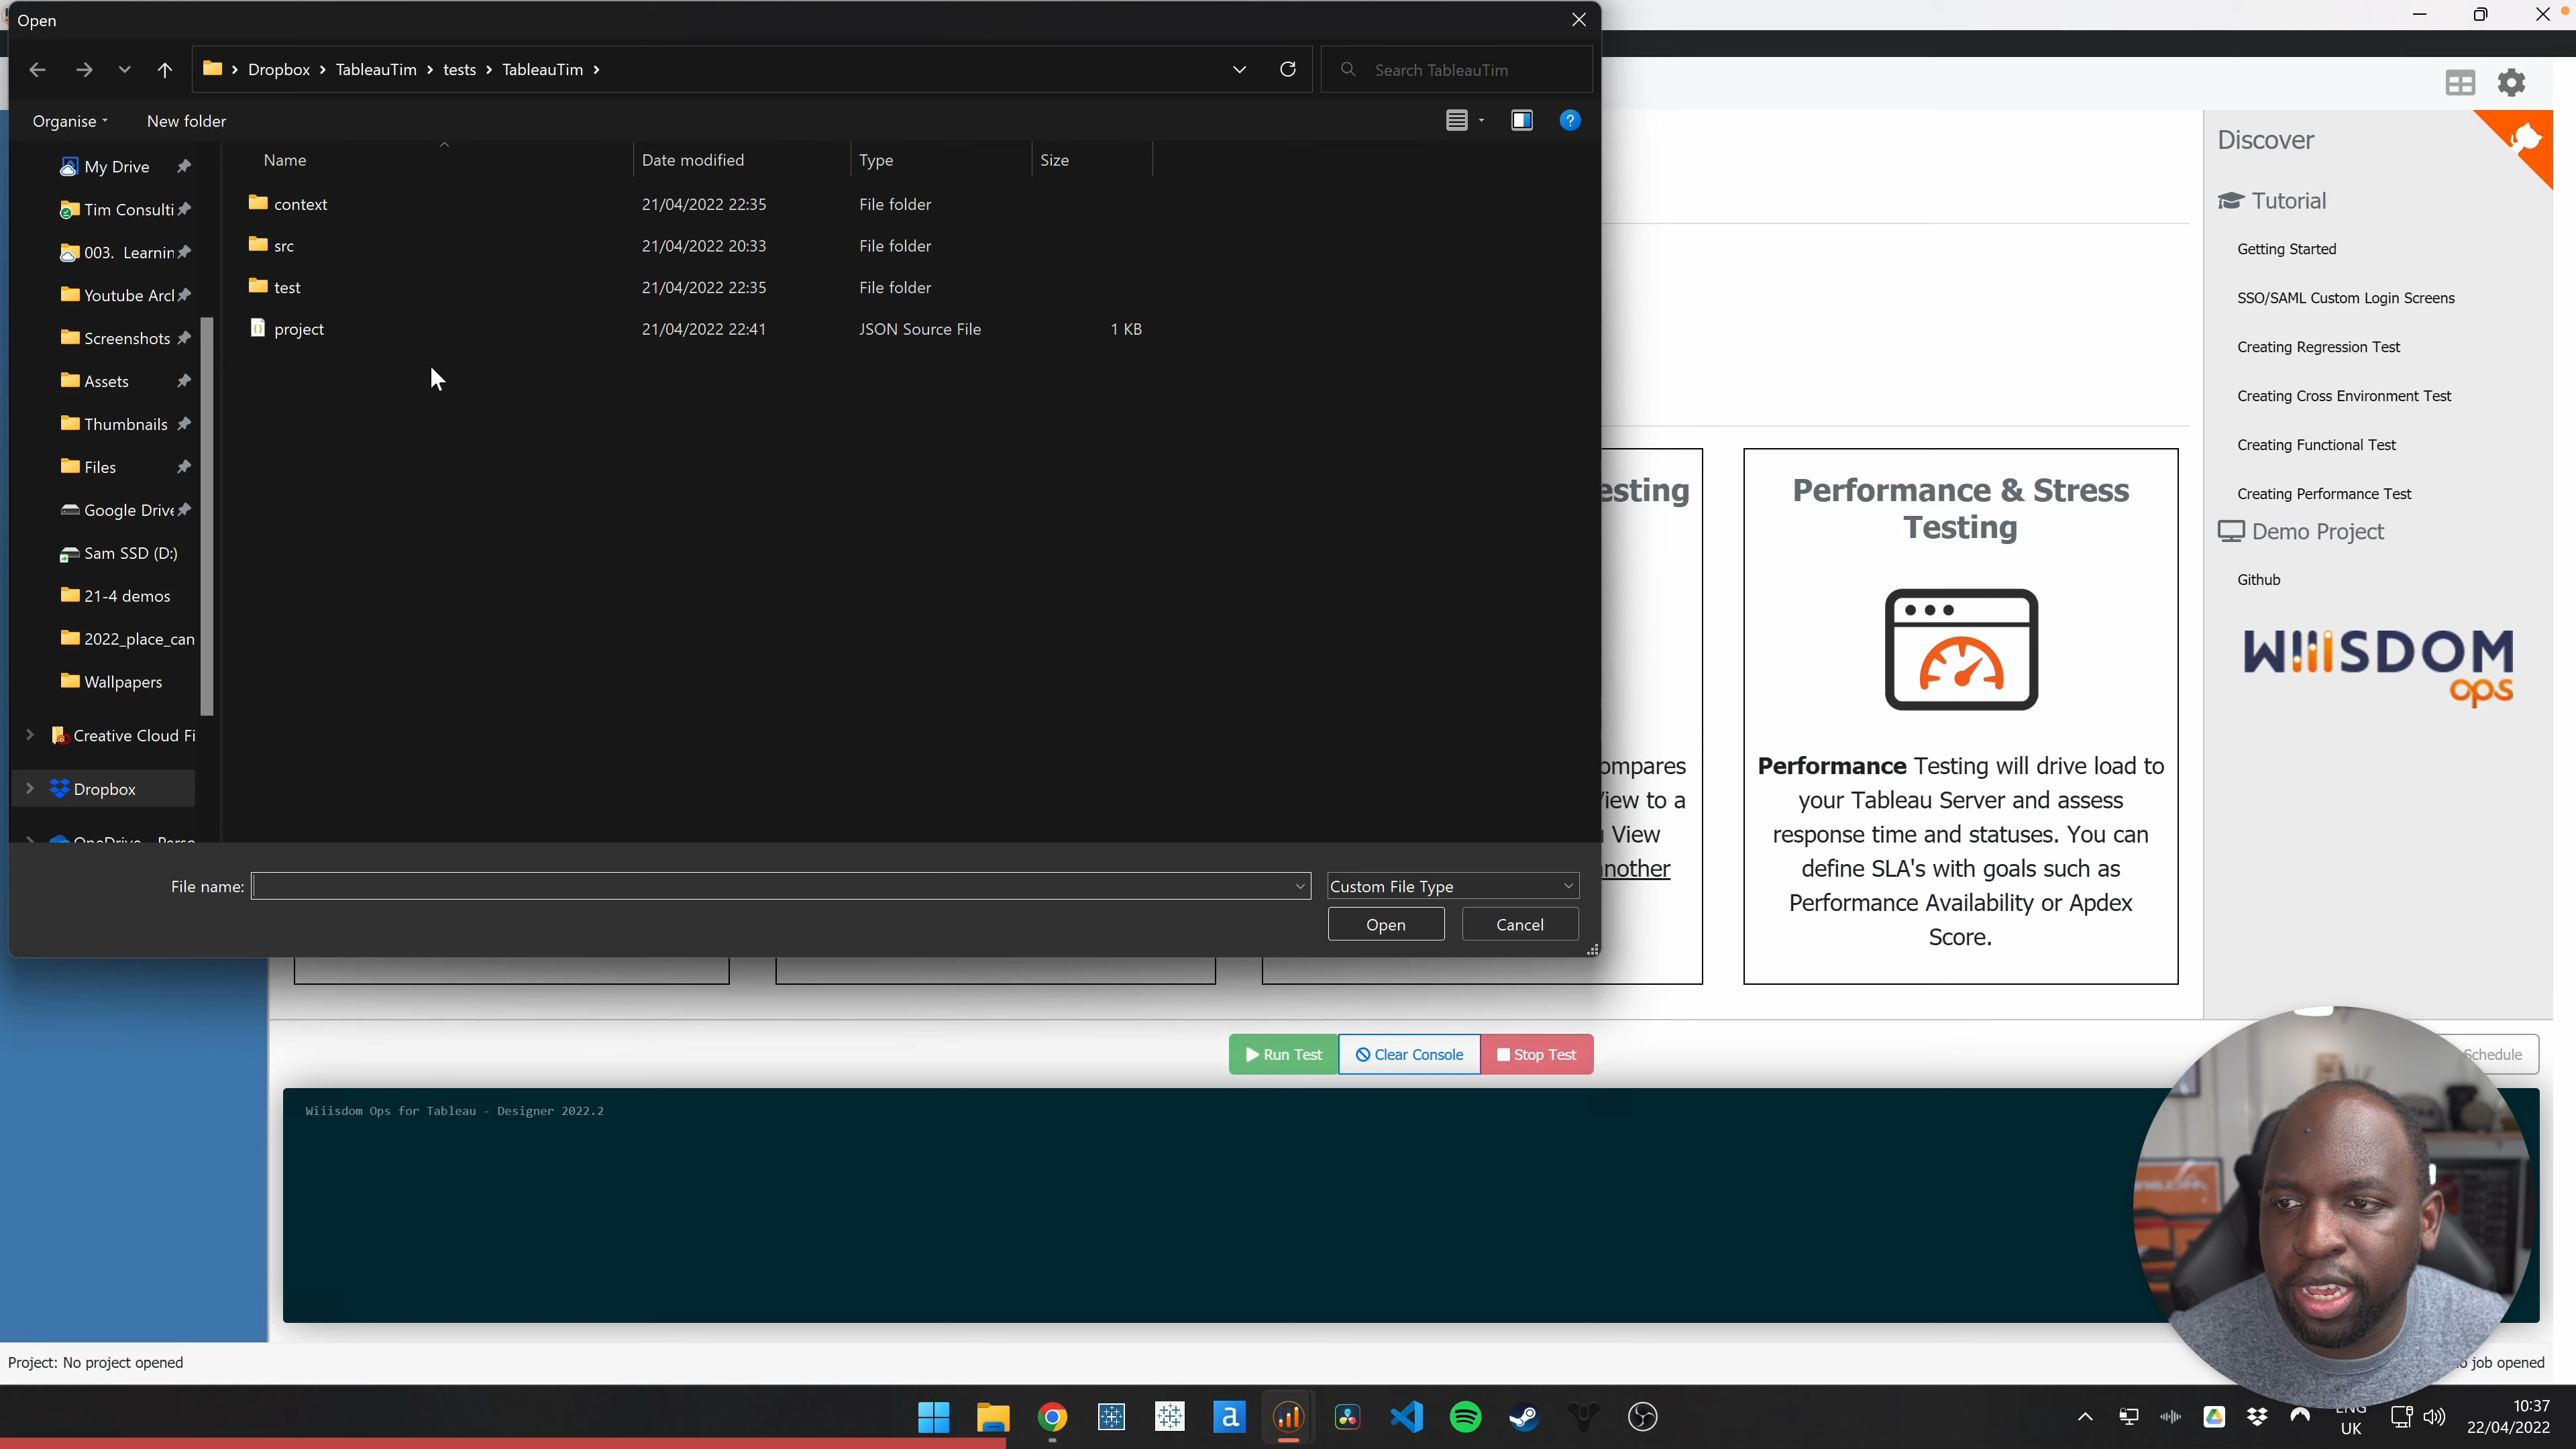 Open
Dropbox
TableauTim
tests
TableauTim
Search TableauTim
Organise
New folder
Name
Date modified
Type
Size
My Drive
Tim Consulti
003. Learnin
Youtube Arcl
Screenshots
Assets
Thumbnails
Files
Google Drive
Sam SSD (D:)
21-4 demos
2022_place_can
Wallpapers
Creative Cloud Fi
Dropbox
context 21/04/2022 22:35 File folder
src 21/04/2022 20:33 File folder
test 21/04/2022 22:35 File folder
project 21/04/2022 22:41 JSON Source File 1 KB
File name:
Custom File Type
Open
Cancel
esting
ompares
iew to a
View
another
Performance & Stress
Testing
Performance Testing will drive load to
your Tableau Server and assess
response time and statuses. You can
define SLA's with goals such as
Performance Availability or Apdex
Score.
Discover
Tutorial
Getting Started
SSO/SAML Custom Login Screens
Creating Regression Test
Creating Cross Environment Test
Creating Functional Test
Creating Performance Test
Demo Project
Github
WIIISDOM
ops
Run Test
Clear Console
Stop Test
Schedule
Wiiisdom Ops for Tableau - Designer 2022.2
Project: No project opened
job opened
ENG
UK
10:37
22/04/2022